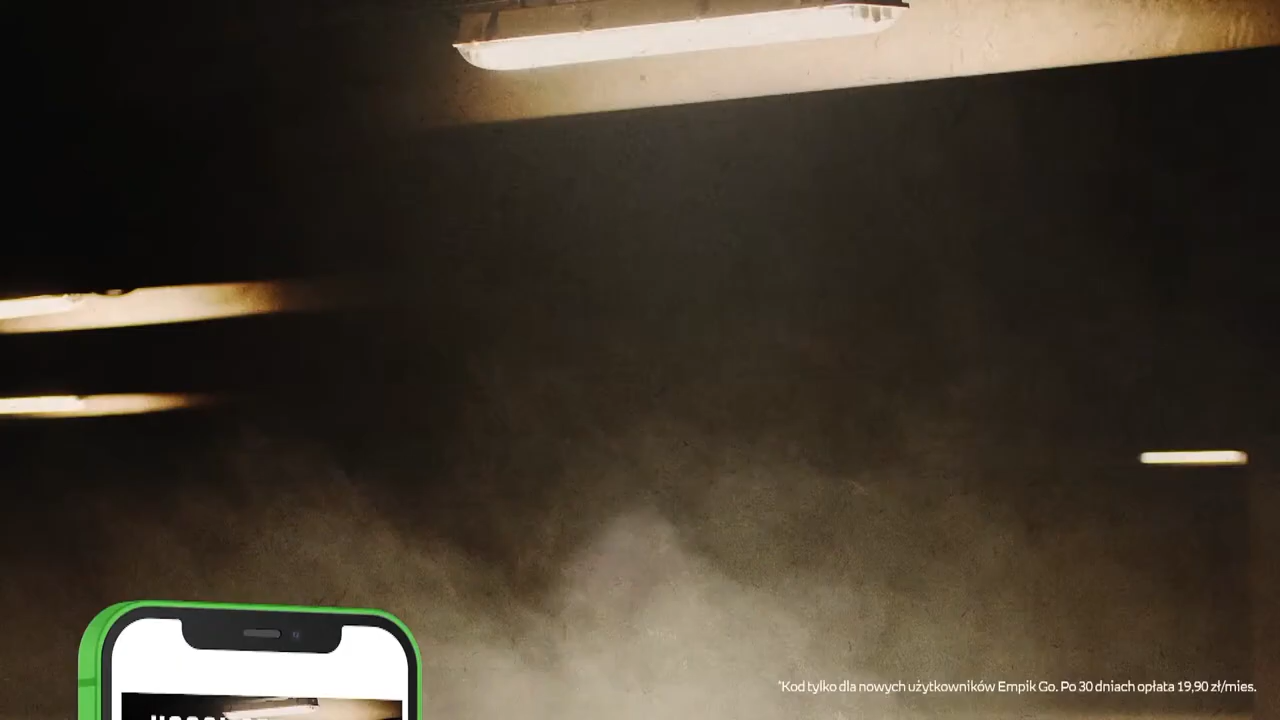 *Kod tylko dla nowych użytkowników Empik Go. Po 30 dniach opłata 19,90 zł/mies.